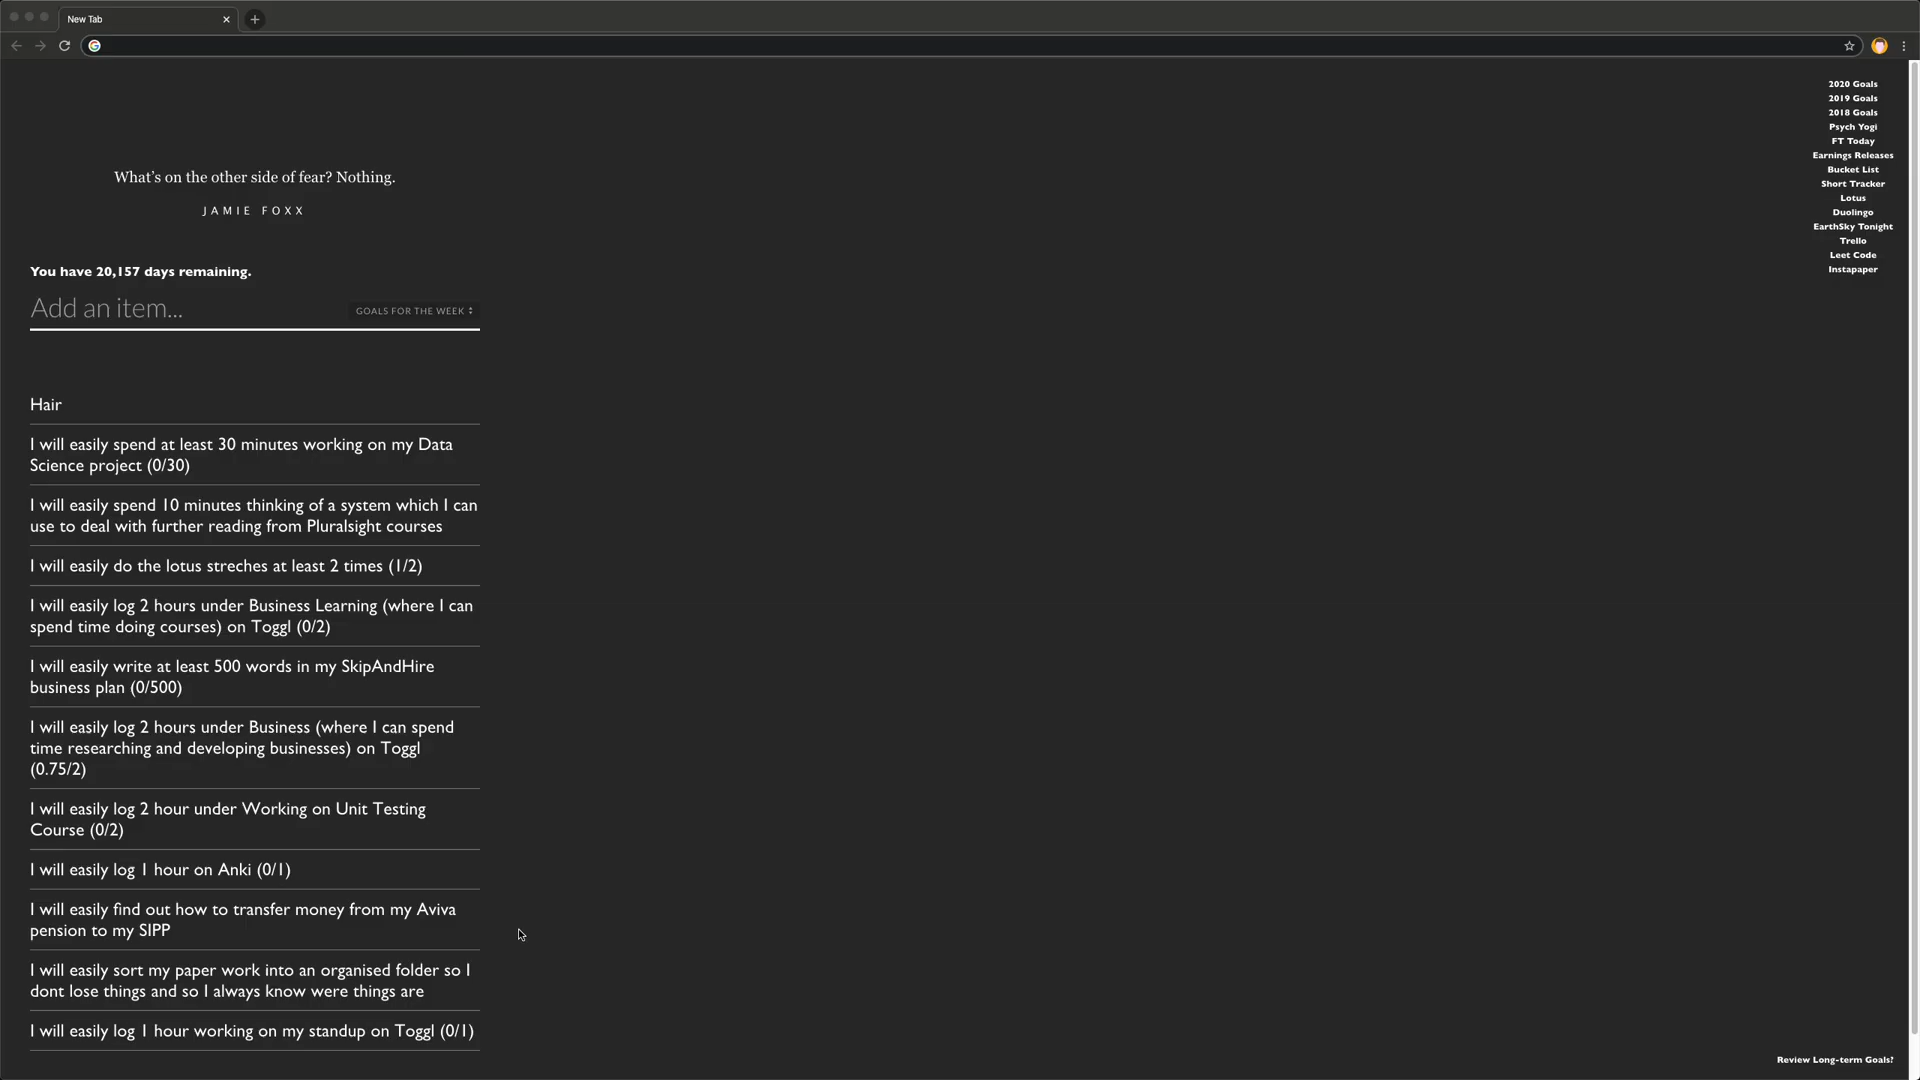 New Tab
What's on the other side of fear? Nothing.
JAMIE FOXX
You have 20,157 days remaining.
Add an item...
GOALS FOR THE WEEK
Hair
I will easily spend at least 30 minutes working on my Data
Science project (0/30)
I will easily spend 10 minutes thinking of a system which I can
use to deal with further reading from Pluralsight courses
I will easily do the lotus streches at least 2 times (1/2)
I will easily log 2 hours under Business Learning (where I can
spend time doing courses) on Toggl (0/2)
I will easily write at least 500 words in my SkipAndHire
business plan (0/500)
I will easily log 2 hours under Business (where I can spend
time researching and developing businesses) on Toggl
(0.75/2)
I will easily log 2 hour under Working on Unit Testing
Course (0/2)
I will easily log 1 hour on Anki (0/1)
I will easily find out how to transfer money from my Aviva
pension to my SIPP
I will easily sort my paper work into an organised folder so I
dont lose things and so I always know were things are
I will easily log 1 hour working on my standup on Toggl (0/1)
2020 Goals
2019 Goals
2018 Goals
Psych Yogi
FT Today
Earnings Releases
Bucket List
Short Tracker
Lotus
Duolingo
EarthSky Tonight
Trello
Leet Code
Instapaper
Review Long-term Goals?